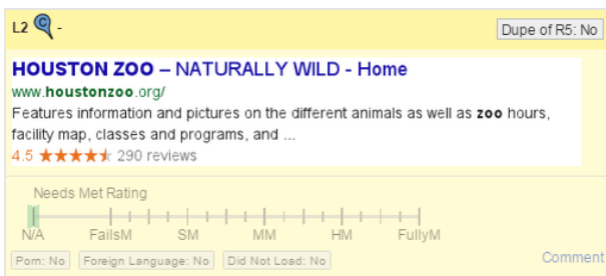 L2 C -
Dupe of R5: No
HOUSTON ZOO – NATURALLY WILD - Home
www.houstonzoo.org/
Features information and pictures on the different animals as well as zoo hours,
facility map, classes and programs, and ...
4.5 ★★★★★ 290 reviews
Needs Met Rating
N/A FailsM SM MM HM FullyM
Porn: No Foreign Language: No Did Not Load: No
Comment